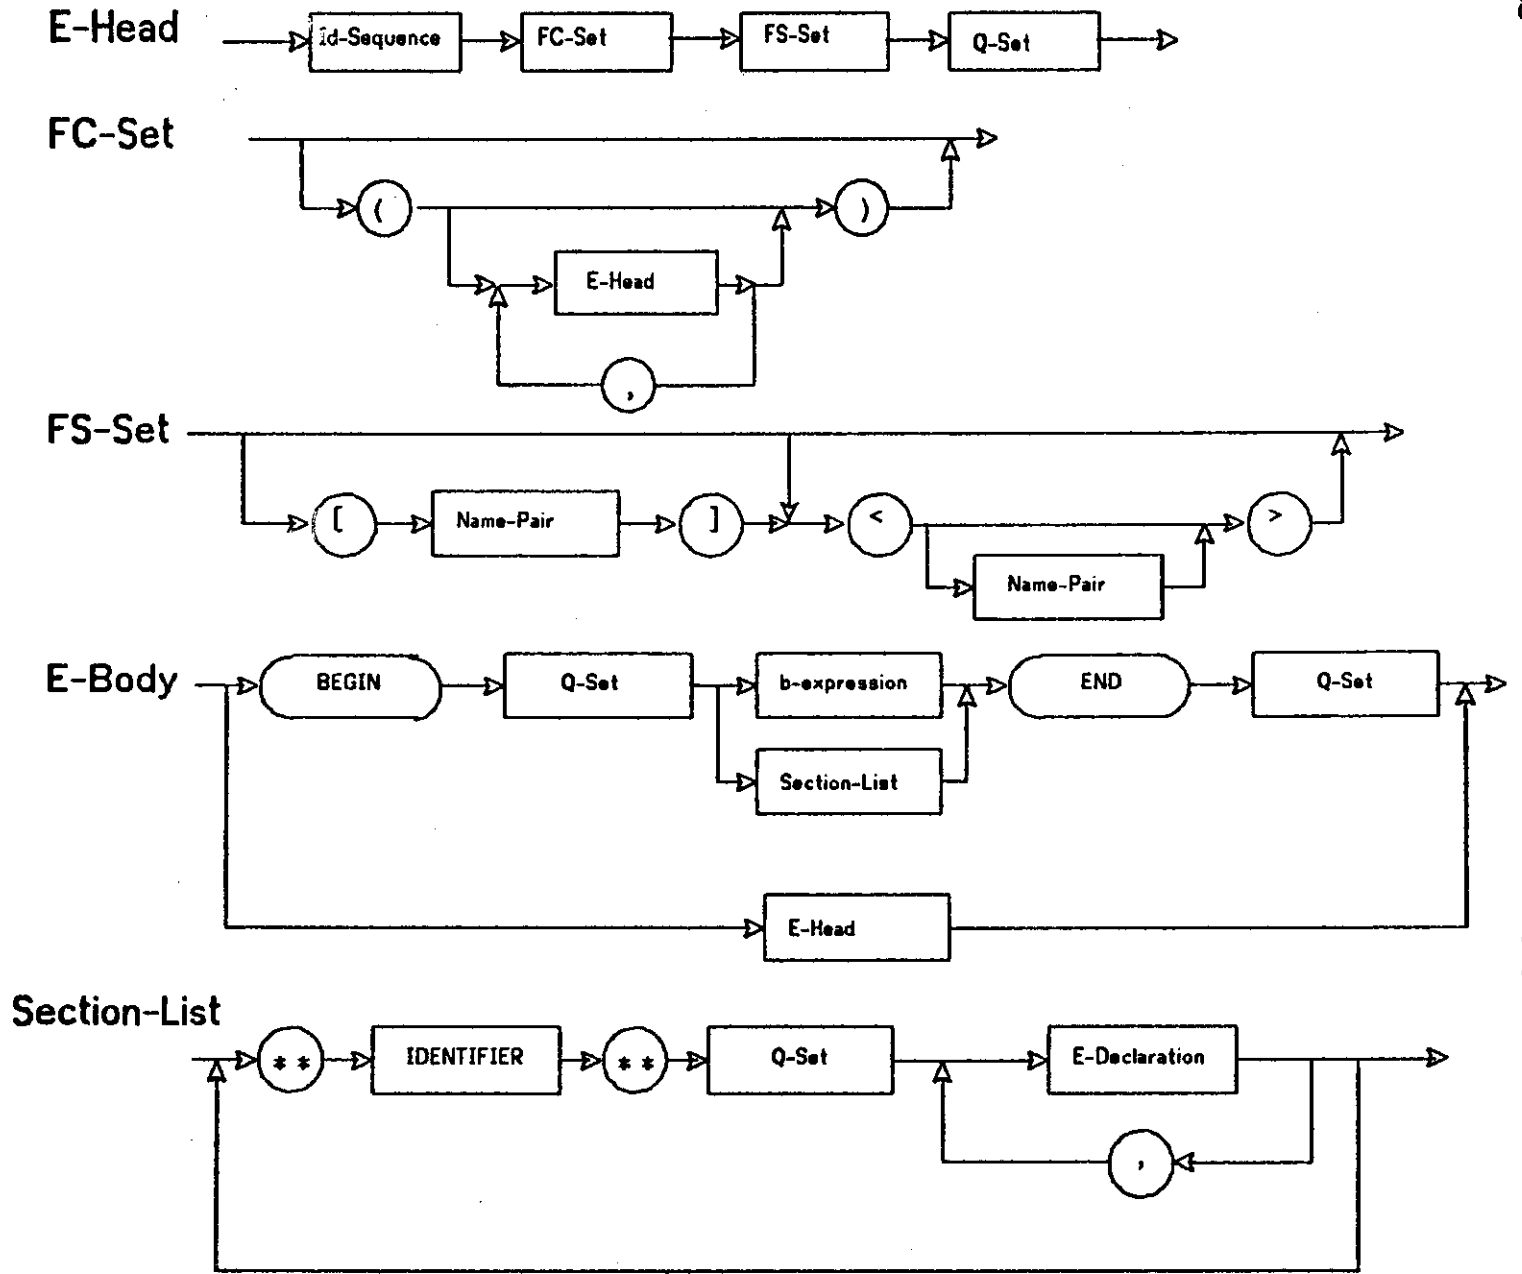 E-Head Id-Sequence FC-Set FS-Set Q-Set
FC-Set
( )
E-Head
,
FS-Set
[ Name-Pair ] < >
Name-Pair
E-Body BEGIN Q-Set b-expression END Q-Set
Section-List
E-Head
Section-List
** IDENTIFIER ** Q-Set E-Declaration
,